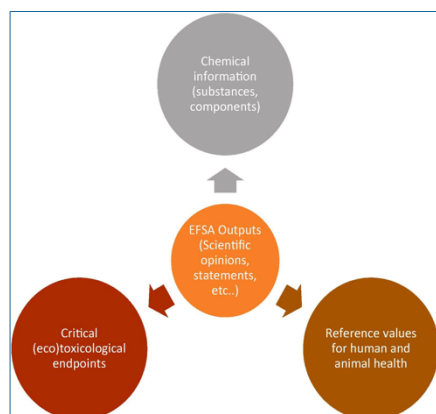 Chemical
information
(substances,
components)
EFSA Outputs
(Scientific
opinions,
statements,
etc..)
Critical
(eco)toxicological
endpoints
Reference values
for human and
animal health